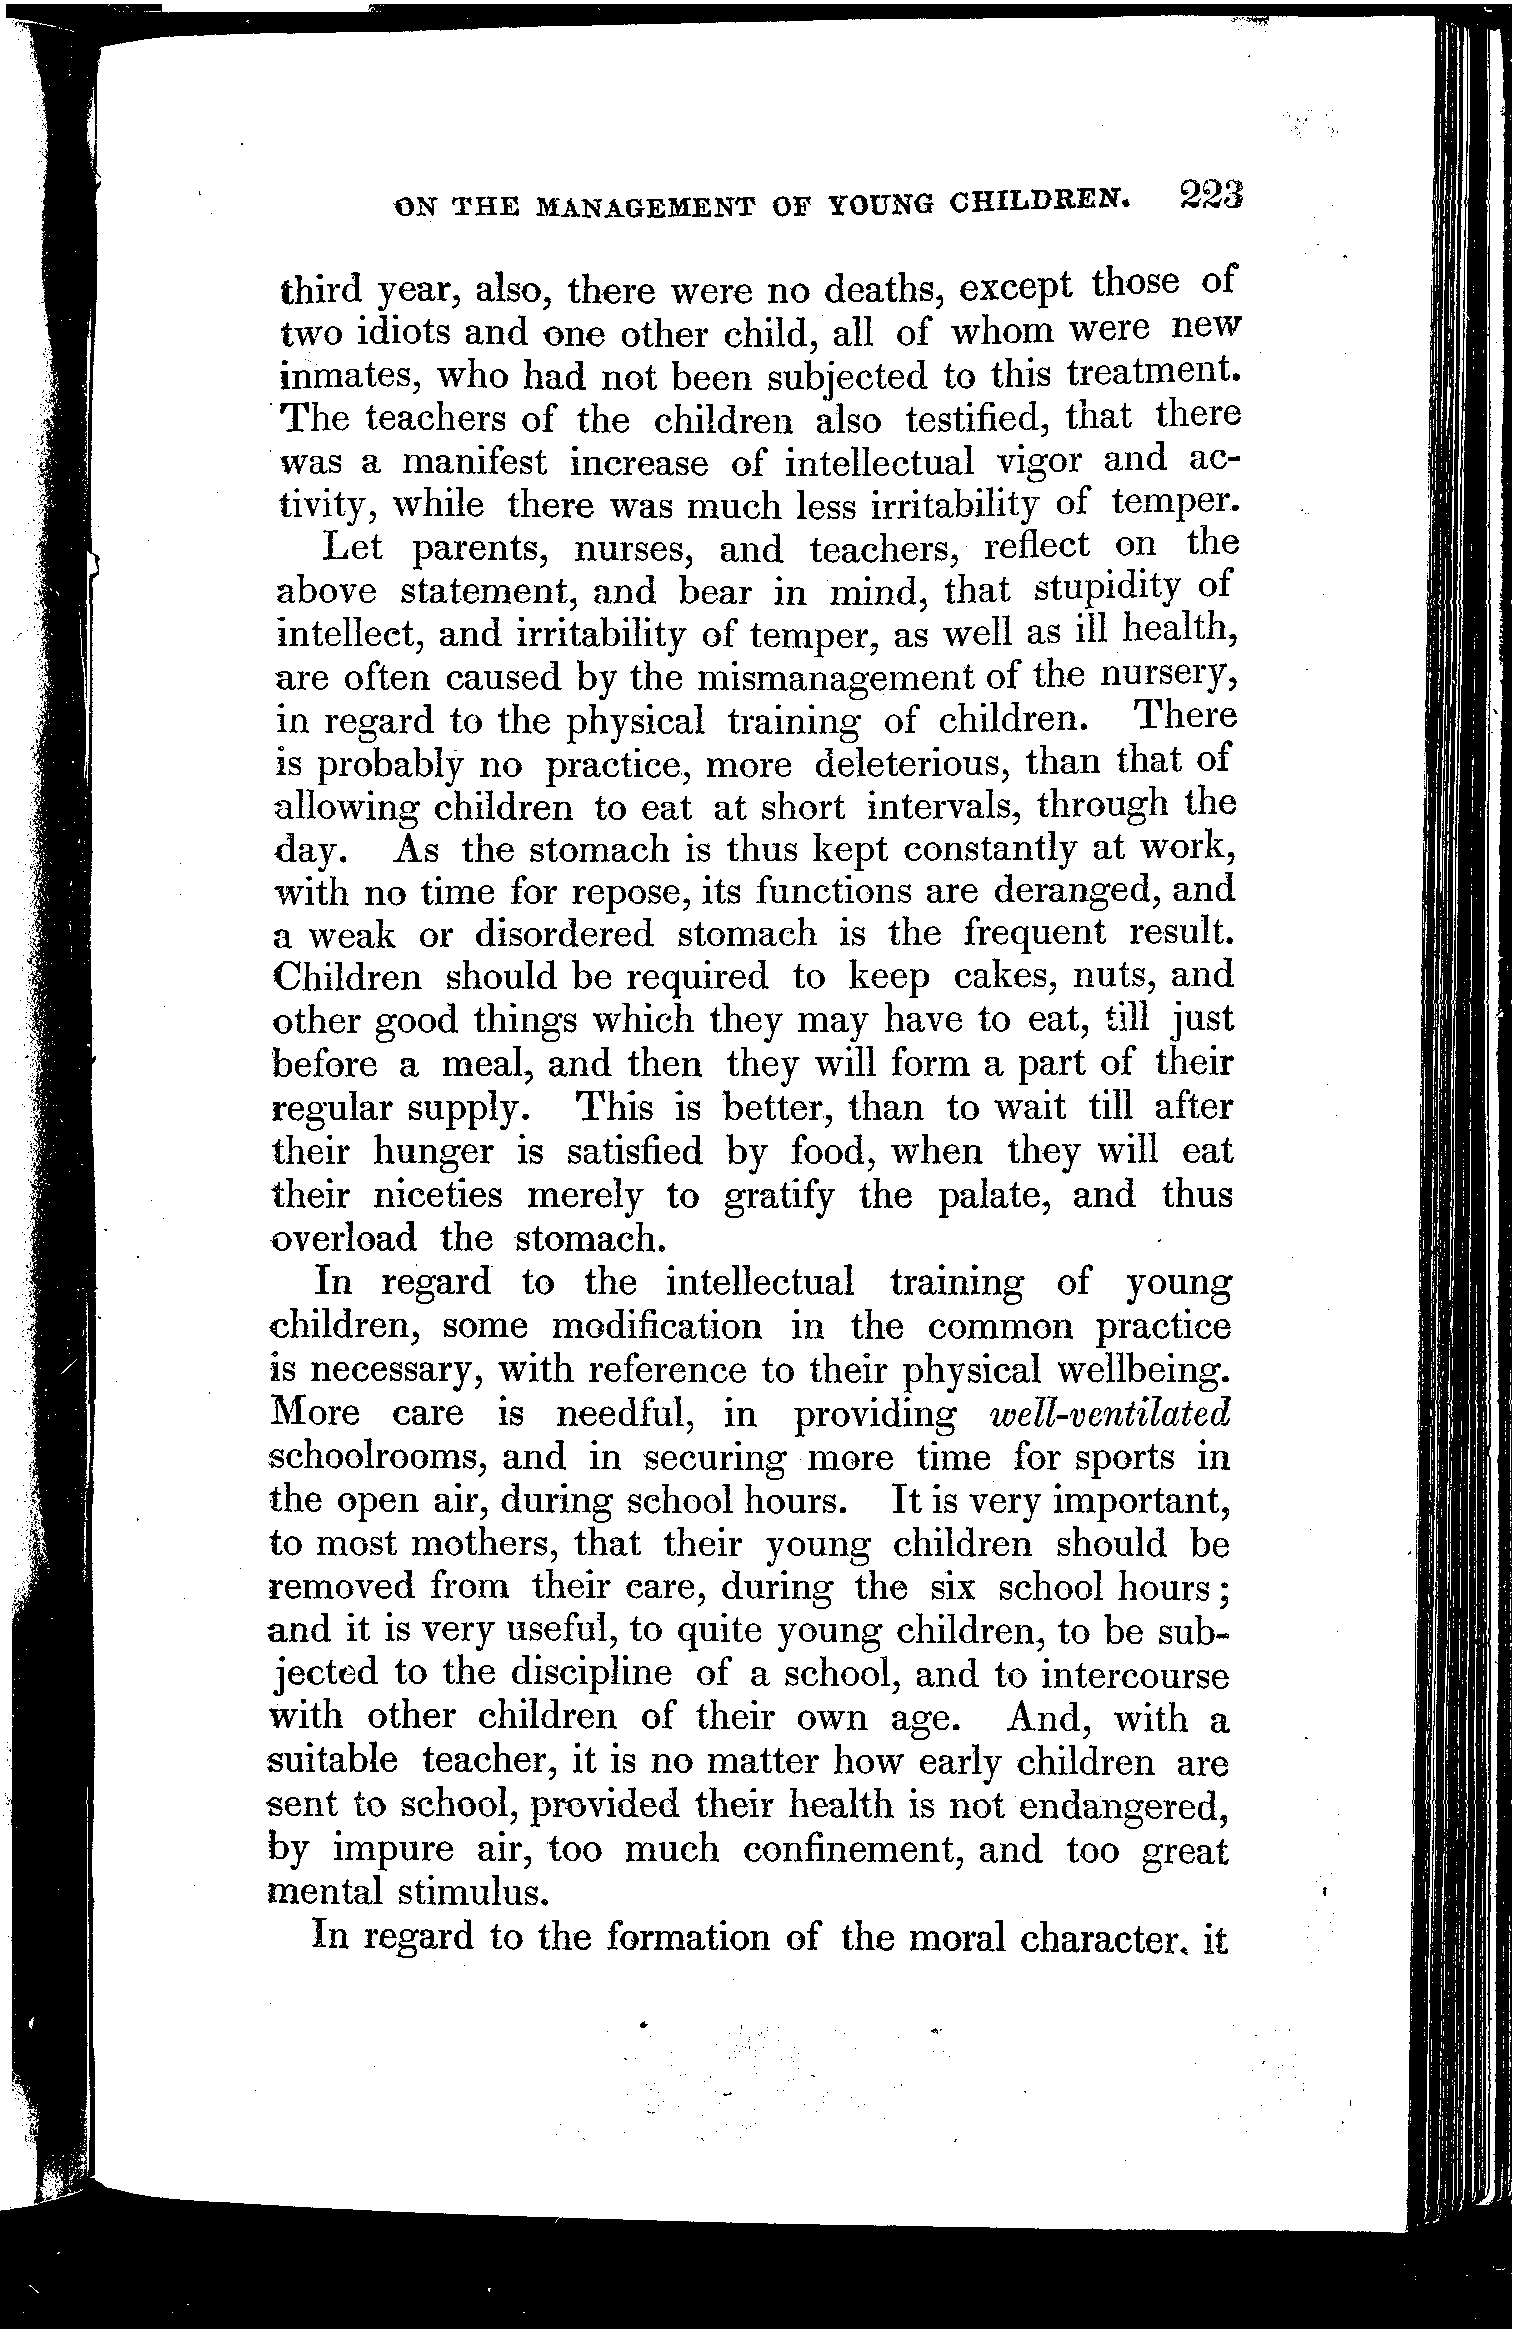 ON THE MANAGEMENT OF YOUNG CHILDREN. 223
third year, also, there were no deaths, except those of
two idiots and one other child, all of whom were new
inmates, who had not been subjected to this treatment.
The teachers of the children also testified, that there
was a manifest increase of intellectual vigor and ac-
tivity, while there was much less irritability of temper.
Let parents, nurses, and teachers, reflect on the
above statement, and bear in mind, that stupidity of
intellect, and irritability of temper, as well as ill health,
are often caused by the mismanagement of the nursery,
in regard to the physical training of children. There
is probably no practice, more deleterious, than that of
allowing children to eat at short intervals, through the
day. As the stomach is thus kept constantly at work,
with no time for repose, its functions are deranged, and
a weak or disordered stomach is the frequent result.
Children should be required to keep cakes, nuts, and
other good things which they may have to eat, till just
before a meal, and then they will form a part of their
regular supply. This is better, than to wait till after
their hunger is satisfied by food, when they will eat
their niceties merely to gratify the palate, and thus
overload the stomach.
In regard to the intellectual training of young
children, some modification in the common practice
is necessary, with reference to their physical wellbeing.
More care is needful, in providing well-ventilated
schoolrooms, and in securing more time for sports in
the open air, during school hours. It is very important,
to most mothers, that their young children should be
removed from their care, during the six school hours;
and it is very useful, to quite young children, to be sub-
jected to the discipline of a school, and to intercourse
with other children of their own age. And, with a
suitable teacher, it is no matter how early children are
sent to school, provided their health is not endangered,
by impure air, too much confinement, and too great
mental stimulus.
In regard to the formation of the moral character, it